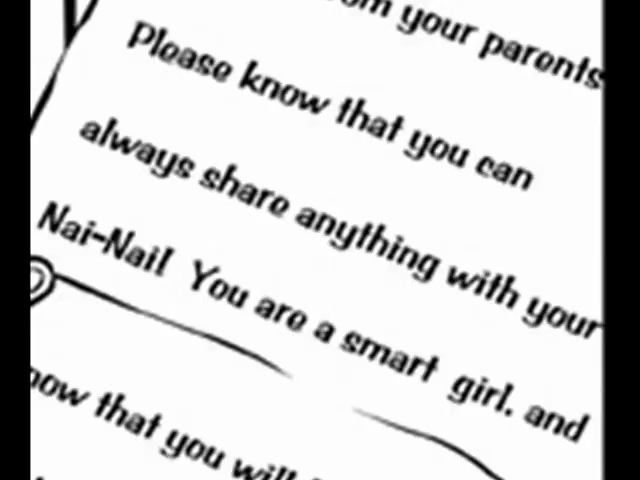 your parents
Please know that you can
always share anything with your
Nai-Nai! You are a smart girl. and
that you will